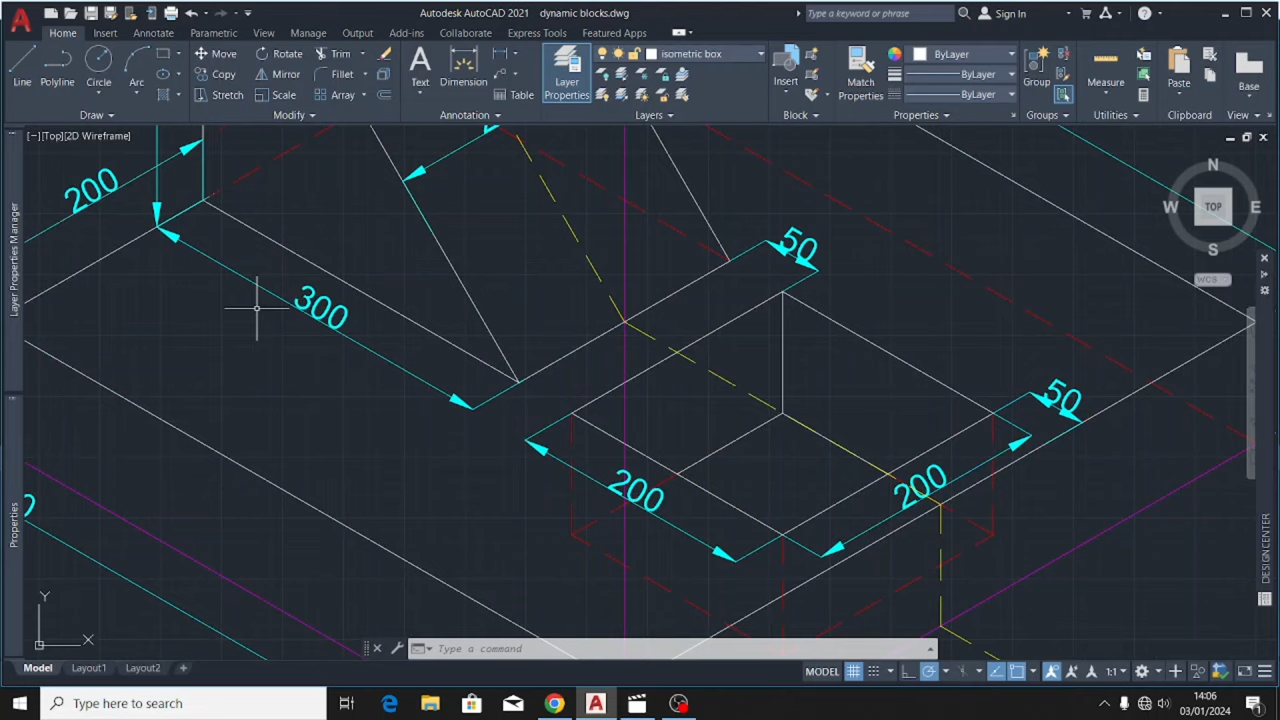 Autodesk AutoCAD 2021 dynamic blocks.dwg
Type a keyword or phrase
Sign In
Home Insert Annotate Parametric View Manage Output Add-ins Collaborate Express Tools Featured Apps
Line Polyline Circle Arc
Draw
Move Rotate Trim
Copy Mirror Fillet
Stretch Scale Array
Modify
Text Dimension Table
Annotation
Layer Properties
isometric box
Layers
Insert
Block
Match Properties
ByLayer
ByLayer
ByLayer
Properties
Group
Groups
Measure
Utilities
Paste
Clipboard
Base
View
[−][Top][2D Wireframe]
Layer Properties Manager
Properties
N
W TOP E
S
WCS
200
300
50
50
200
200
Y
X
DESIGNCENTER
Type a command
Model Layout1 Layout2
MODEL
1:1
Type here to search
14:06
03/01/2024